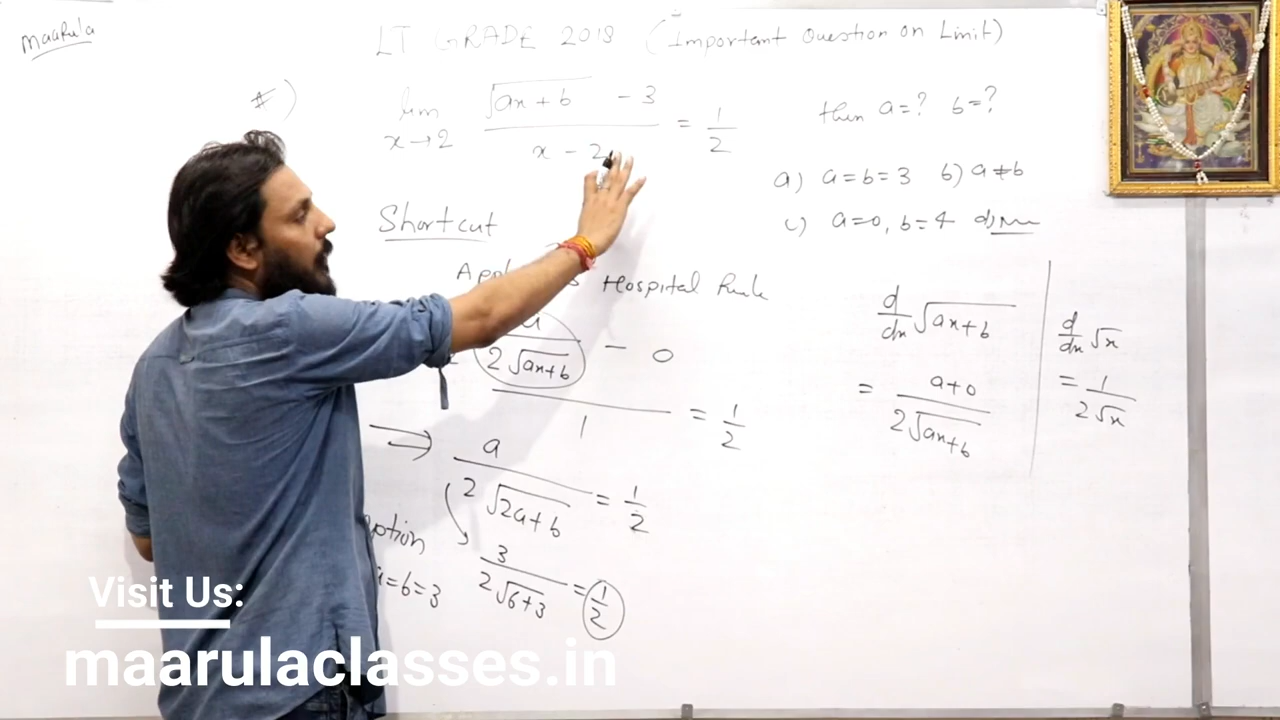 Maarula
LT GRADE 2018 (Important Question on Limit)
#)
lim x→2 (√(ax+b) - 3)/(x - 2) = 1/2 then a=? b=?
a) a=b=3 b) a≠b
c) a=0, b=4
Shortcut
Hospital Rule
2√(ax+b) - 0
1 = 1/2
⇒ a/(2√(2a+b)) = 1/2
a=b=3
3/(2√(6+3)) = 1/2
d/dx √(ax+b)
= (a+0)/(2√(ax+b))
d/dx √x
= 1/(2√x)
Visit Us:
maarulaclasses.in